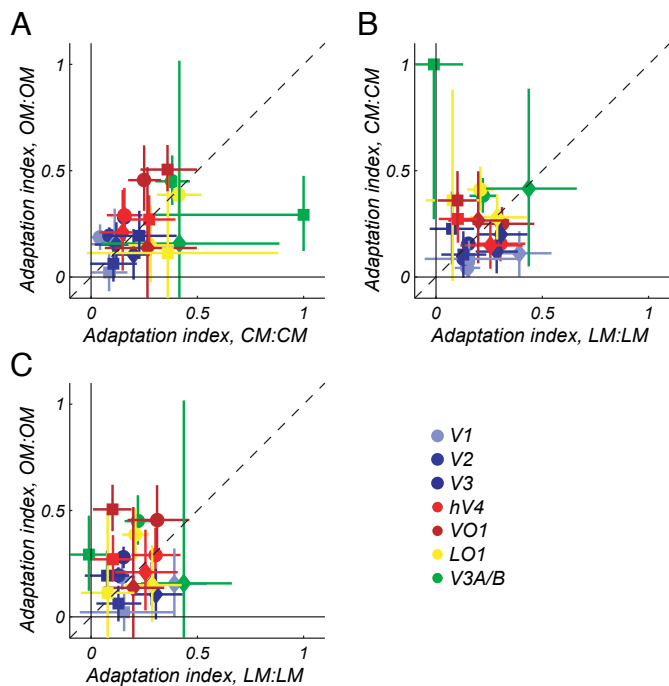 A
Adaptation index, OM:OM
1
0.5
0
0
0.5
1
Adaptation index, CM:CM
B
Adaptation index, CM:CM
1
0.5
0
0
0.5
1
Adaptation index, LM:LM
C
Adaptation index, OM:OM
1
0.5
0
0
0.5
1
Adaptation index, LM:LM
V1
V2
V3
hV4
VO1
LO1
V3A/B